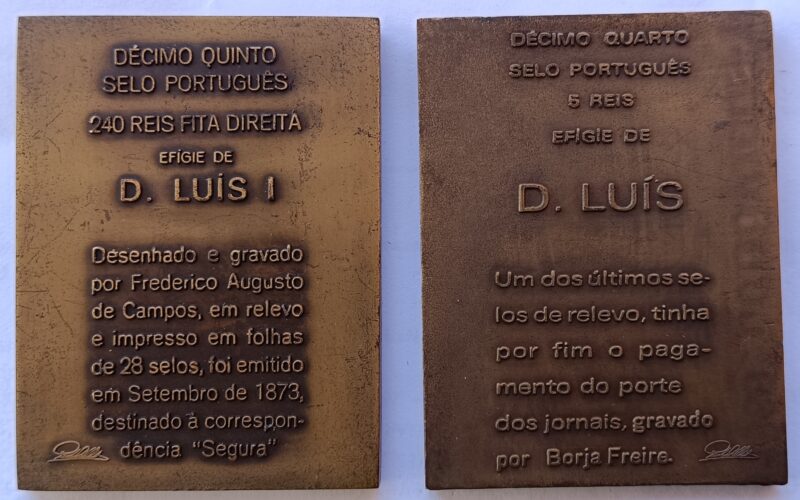 DÉCIMO QUINTO
SELO PORTUGUÊS
240 REIS FITA DIREITA
EFÍGIE DE
D. LUÍS I
Desenhado e gravado
por Frederico Augusto
de Campos, em relevo
e impresso em folhas
de 28 selos, foi emitido
em Setembro de 1873,
destinado à correspon-
dência "Segura"
DÉCIMO QUARTO
SELO PORTUGUÊS
5 REIS
EFÍGIE DE
D. LUÍS
Um dos últimos se-
los de relevo, tinha
por fim o paga-
mento do porte
dos jornais, gravado
por Borja Freire.